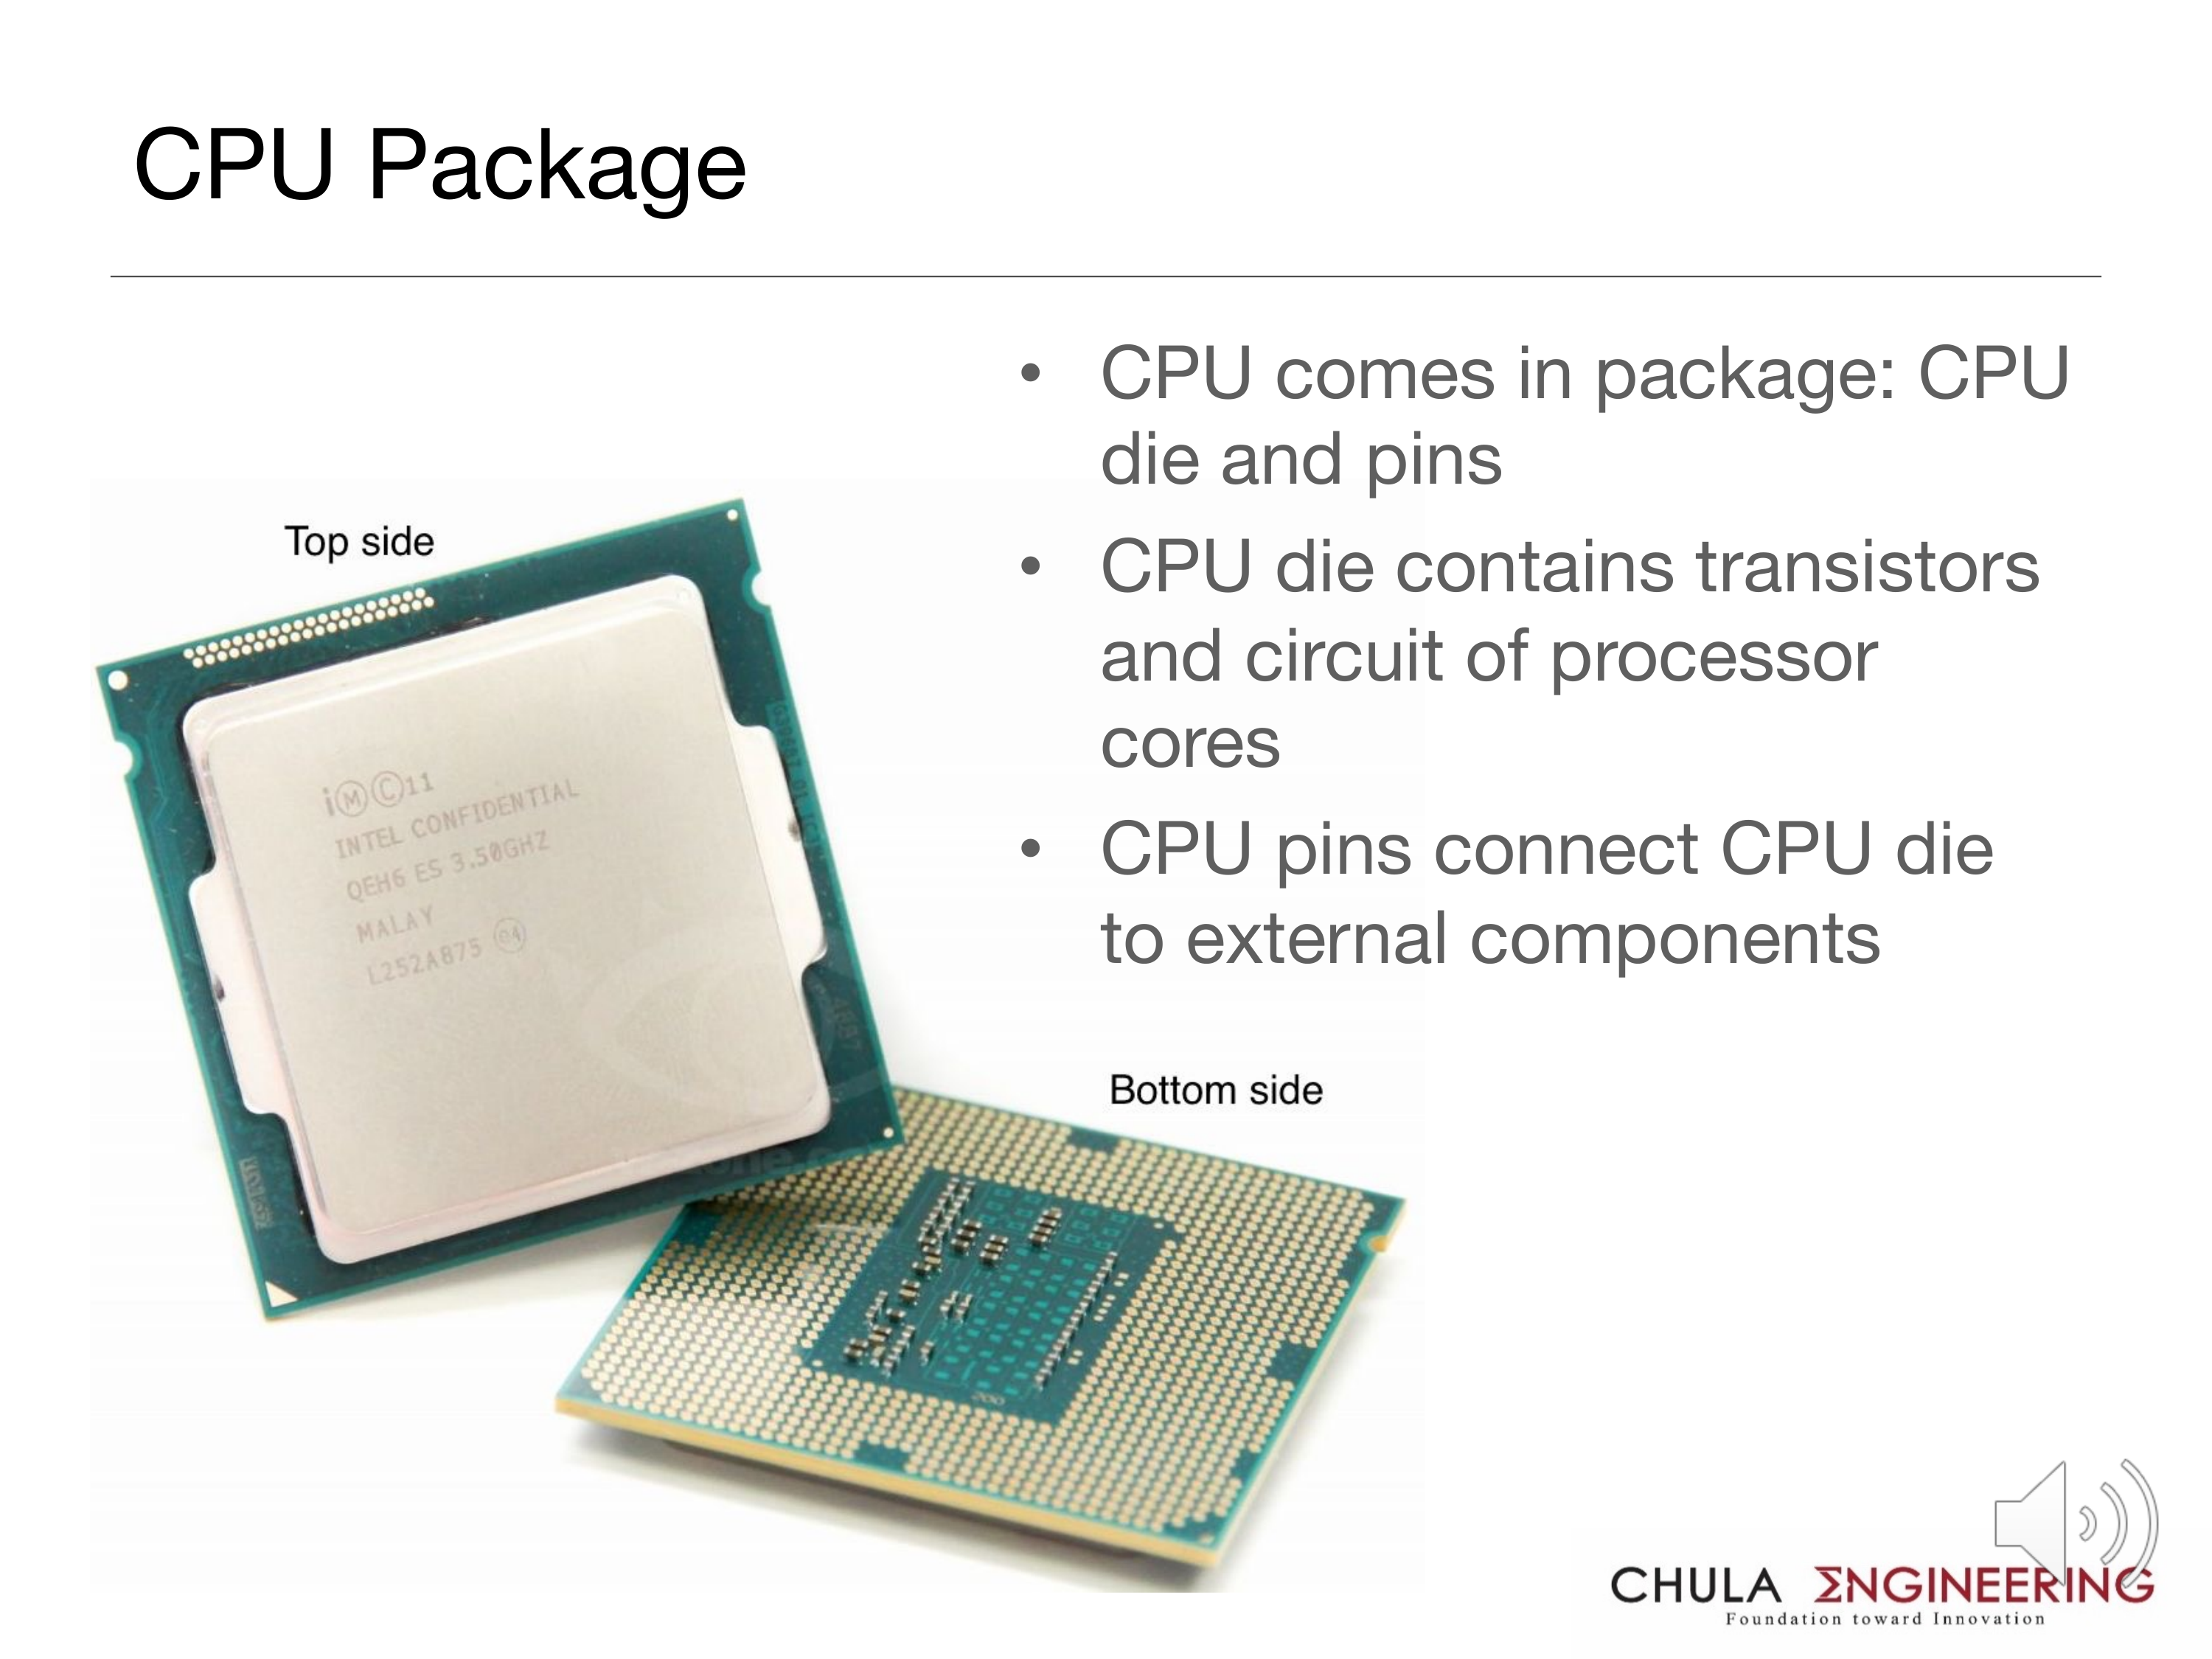 CPU Package
• CPU comes in package: CPU
die and pins
• CPU die contains transistors
and circuit of processor
cores
• CPU pins connect CPU die
to external components
Top side
iⓂⒸ11
INTEL CONFIDENTIAL
QEH6 ES 3.50GHZ
MALAY
L252A875 e4
Bottom side
CHULA ΣNGINEERING
Foundation toward Innovation